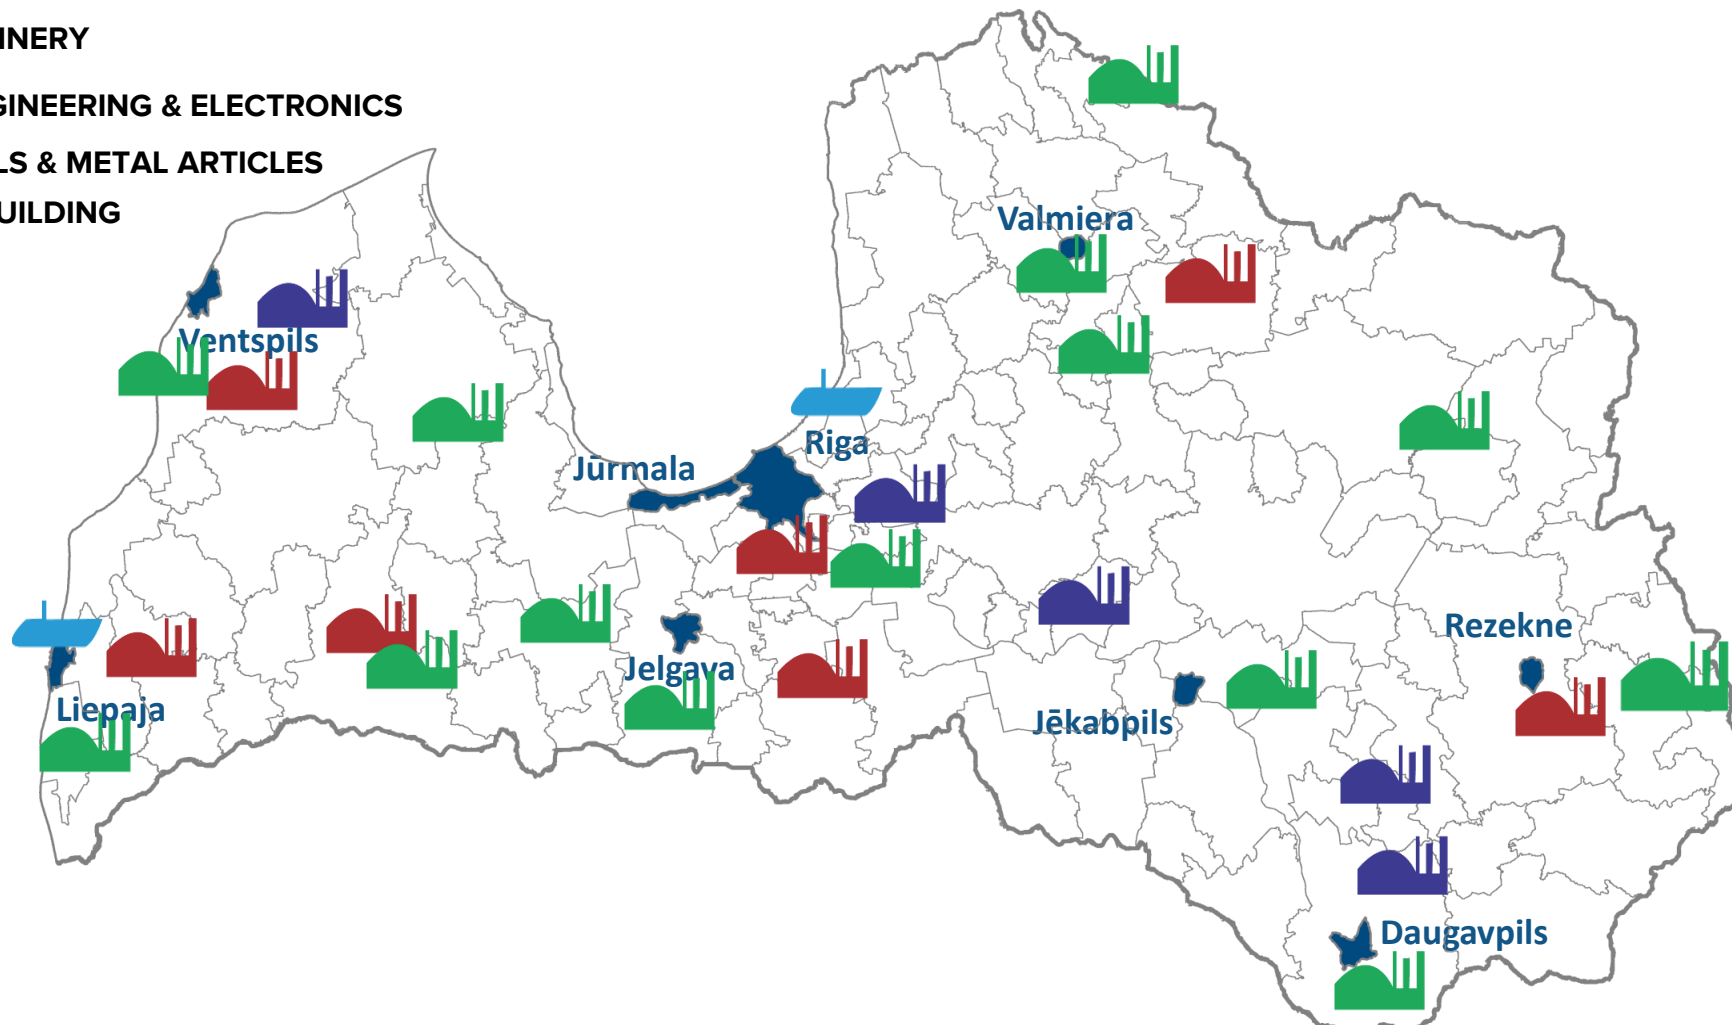 INERY
GINEERING & ELECTRONICS
LS & METAL ARTICLES
UILDING
Valmiera
Ventspils
Riga
Jūrmala
Rezekne
Jelgava
Liepaja
Jēkabpils
Daugavpils